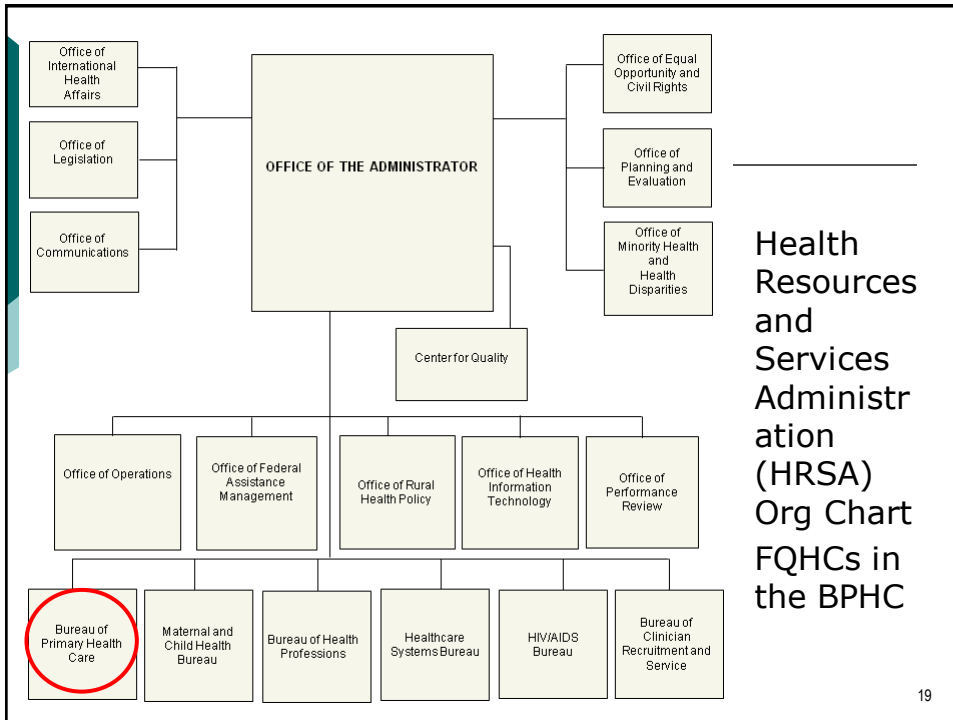 Office of
International
Health
Affairs
Office of
Legislation
Office of
Communications
OFFICE OF THE ADMINISTRATOR
Office of Equal
Opportunity and
Civil Rights
Office of
Planning and
Evaluation
Office of
Minority Health
and
Health
Disparities
Center for Quality
Office of Operations
Office of Federal
Assistance
Management
Office of Rural
Health Policy
Office of Health
Information
Technology
Office of
Performance
Review
Bureau of
Primary Health
Care
Maternal and
Child Health
Bureau
Bureau of Health
Professions
Healthcare
Systems Bureau
HIV/AIDS
Bureau
Bureau of
Clinician
Recruitment and
Service
Health
Resources
and
Services
Administr
ation
(HRSA)
Org Chart
FQHCs in
the BPHC
19